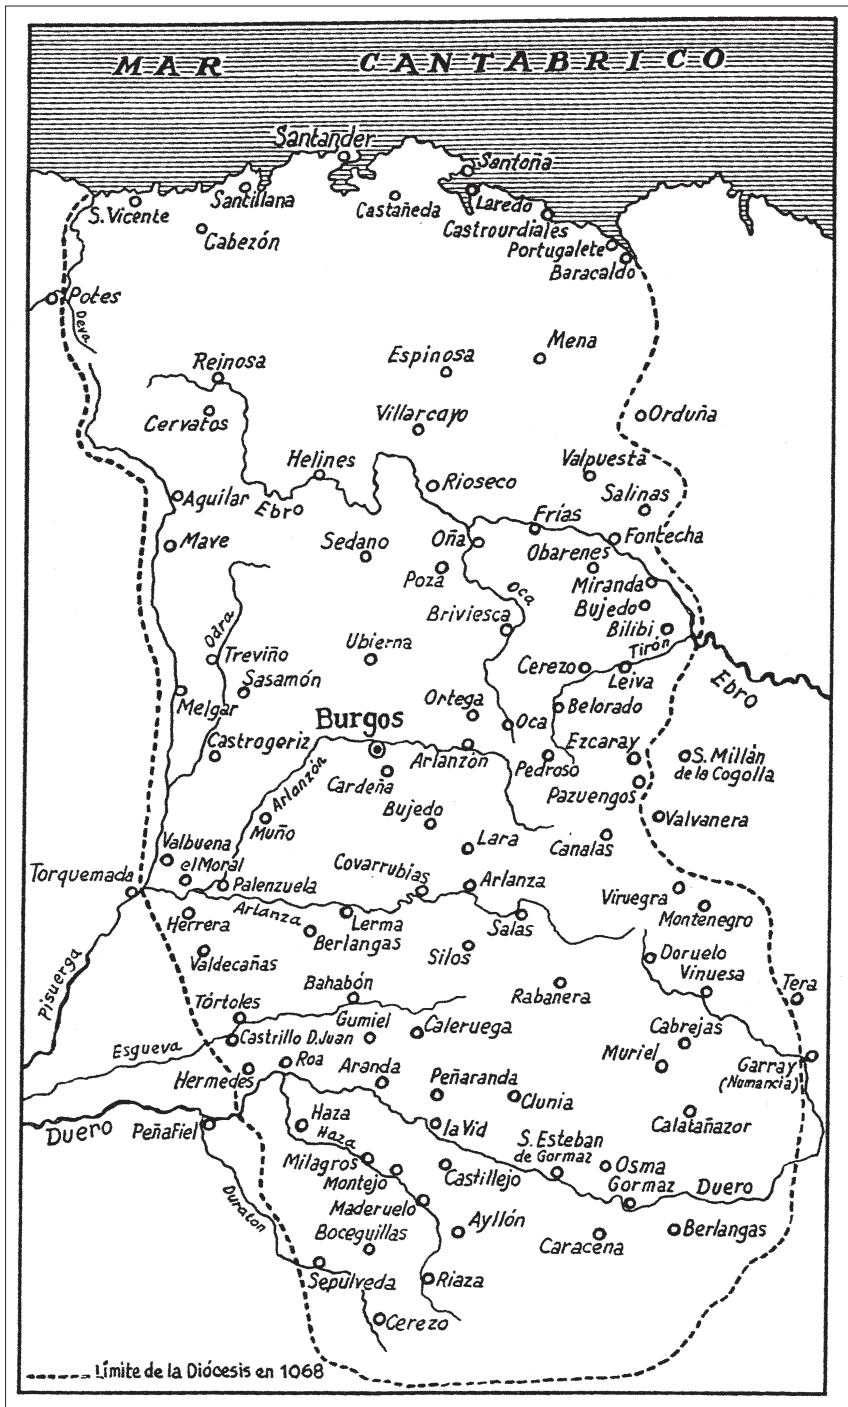 MAR CANTABRICO
Santander
Santoña
S. Vicente
Santillana
Castañeda
Laredo
Castrourdiales
Cabezón
Portugalete
Baracaldo
Potes
Deva
Reinosa
Espinosa
Mena
Cervatos
Villarcayo
Orduña
Helines
Valpuesta
Aguilar
Ebro
Rioseco
Salinas
Mave
Sedano
Oña
Frías
Fontecha
Obarenes
Poza
Oca
Miranda
Bujedo
Briviesca
Bilibi
Odra
Treviño
Ubierna
Tirón
Cerezo
Leiva
Ebro
Sasamón
Melgar
Ortega
Oca
Belorado
Burgos
Castrogeriz
Arlanzón
Ezcaray
S. Millán
de la Cogolla
Pedroso
Cardeña
Arlanzón
Pazuengos
Muño
Bujedo
Valvanera
Valbuena
el Moral
Lara
Canalas
Torquemada
Palenzuela
Covarrubias
Arlanza
Viruegra
Montenegro
Herrera
Arlanza
Lerma
Berlangas
Salas
Valdecañas
Silos
Doruelo
Vinuesa
Pisuerga
Bahabón
Rabanera
Tera
Tórtoles
Gumiel
Caleruega
Cabrejas
Castrillo D. Juan
Esgueva
Muriel
Garray
(Numancia)
Roa
Aranda
Hermedes
Peñaranda
Clunia
Haza
Calatañazor
Duero
Peñafiel
Haza
la Vid
S. Esteban
de Gormaz
Milagros
Montejo
Castillejo
Osma
Gormaz
Duero
Duraton
Maderuelo
Ayllón
Boceguillas
Caracena
Berlangas
Sepúlveda
Riaza
Cerezo
Límite de la Diócesis en 1068